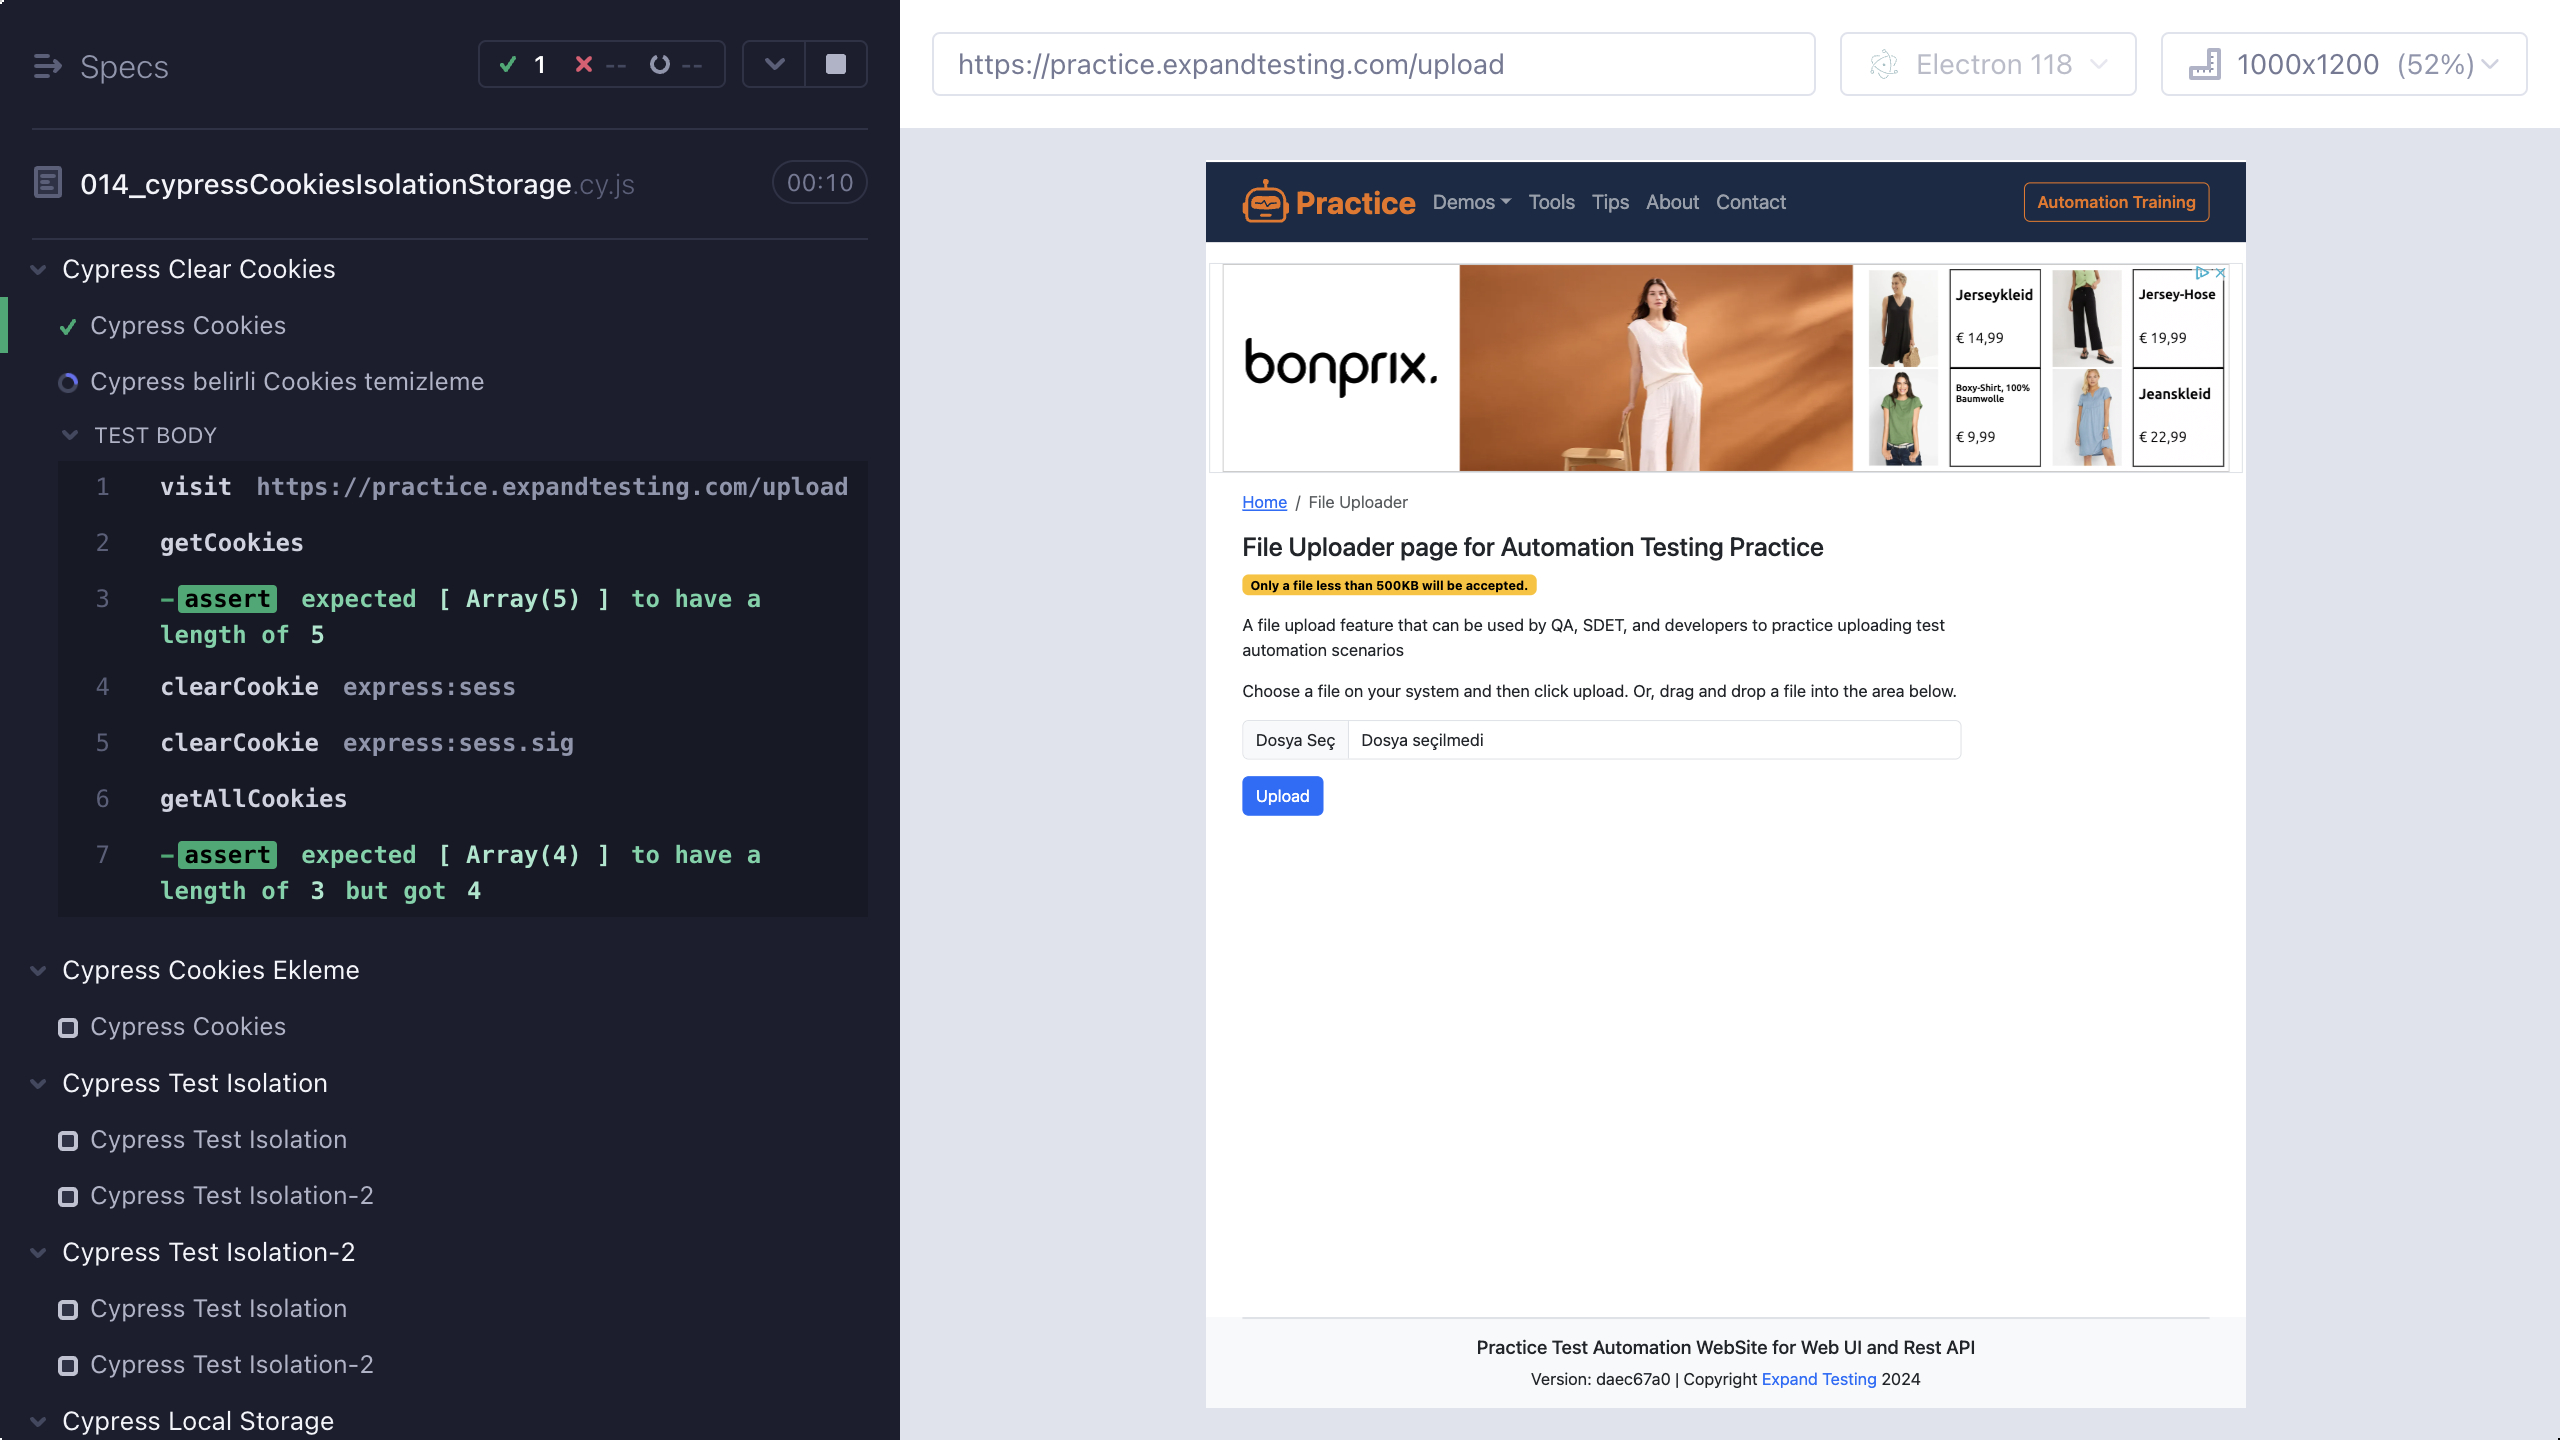 Specs
1 -- --
014_cypressCookiesIsolationStorage.cy.js 00:10
Cypress Clear Cookies
Cypress Cookies
Cypress belirli Cookies temizleme
TEST BODY
1 visit https://practice.expandtesting.com/upload
2 getCookies
3 -assert expected [ Array(5) ] to have a
length of 5
4 clearCookie express:sess
5 clearCookie express:sess.sig
6 getAllCookies
7 -assert expected [ Array(4) ] to have a
length of 3 but got 4
Cypress Cookies Ekleme
Cypress Cookies
Cypress Test Isolation
Cypress Test Isolation
Cypress Test Isolation-2
Cypress Test Isolation-2
Cypress Test Isolation
Cypress Test Isolation-2
Cypress Local Storage
https://practice.expandtesting.com/upload
Electron 118
1000x1200 (52%)
Practice Demos Tools Tips About Contact Automation Training
bonprix.
Jerseykleid
€ 14,99
Jersey-Hose
€ 19,99
Boxy-Shirt, 100%
Baumwolle
€ 9,99
Jeanskleid
€ 22,99
Home / File Uploader
File Uploader page for Automation Testing Practice
Only a file less than 500KB will be accepted.
A file upload feature that can be used by QA, SDET, and developers to practice uploading test
automation scenarios
Choose a file on your system and then click upload. Or, drag and drop a file into the area below.
Dosya Seç Dosya seçilmedi
Upload
Practice Test Automation WebSite for Web UI and Rest API
Version: daec67a0 | Copyright Expand Testing 2024